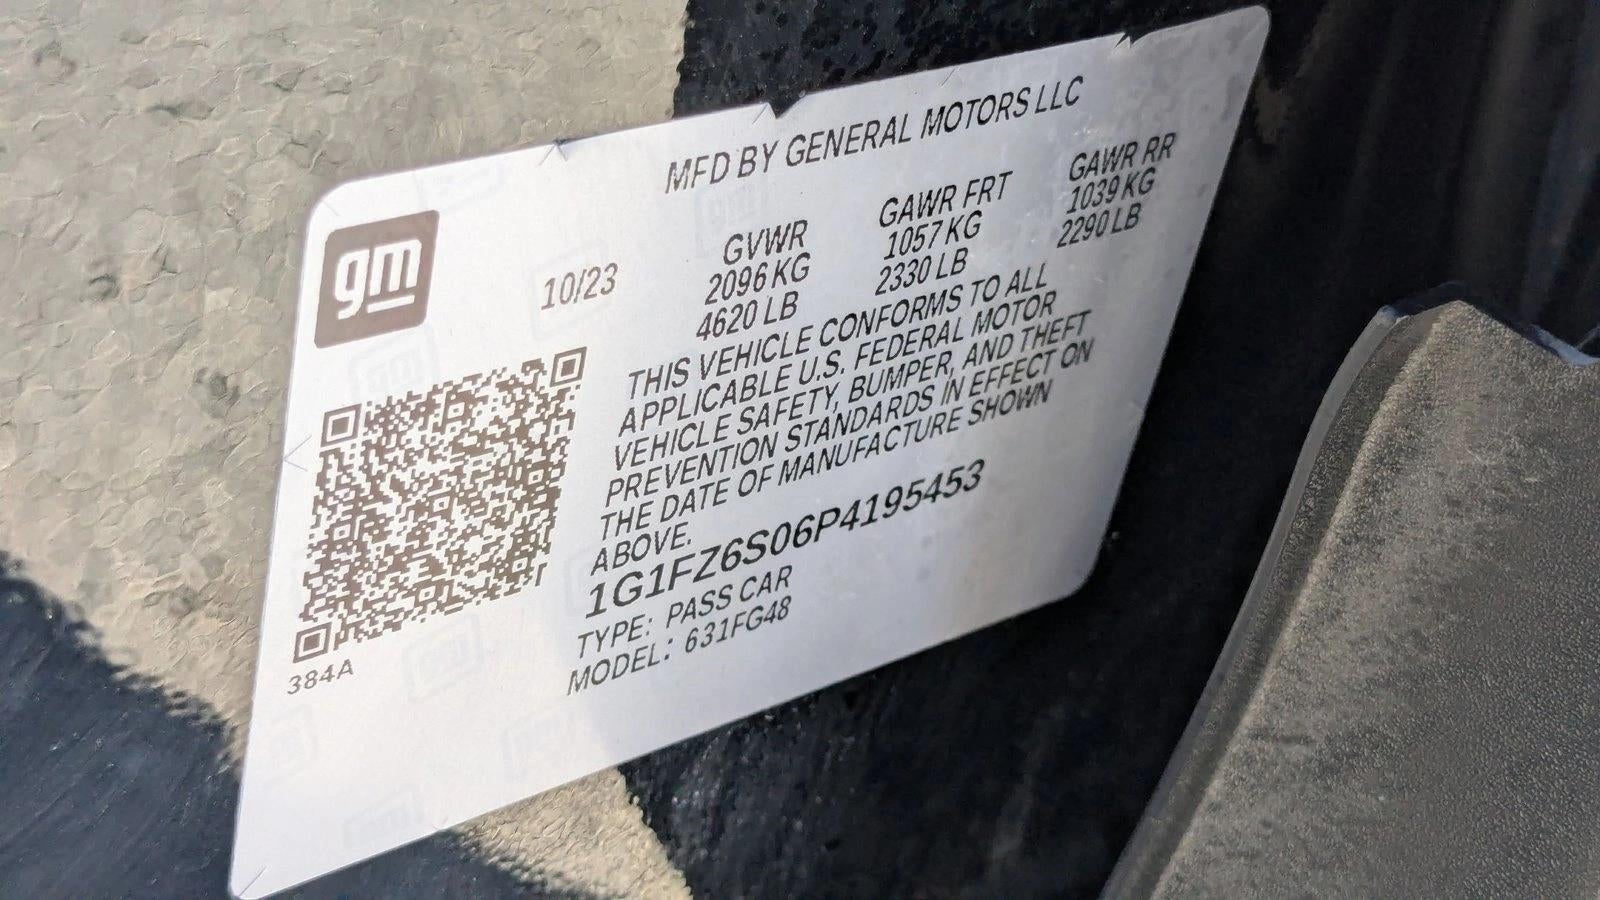 MFD BY GENERAL MOTORS LLC
gm
10/23
GVWR
2096 KG
4620 LB
GAWR FRT
1057 KG
2330 LB
GAWR RR
1039 KG
2290 LB
THIS VEHICLE CONFORMS TO ALL
APPLICABLE U.S. FEDERAL MOTOR
VEHICLE SAFETY, BUMPER, AND THEFT
PREVENTION STANDARDS IN EFFECT ON
THE DATE OF MANUFACTURE SHOWN
ABOVE.
1G1FZ6S06P4195453
TYPE: PASS CAR
MODEL: 631FG48
384A